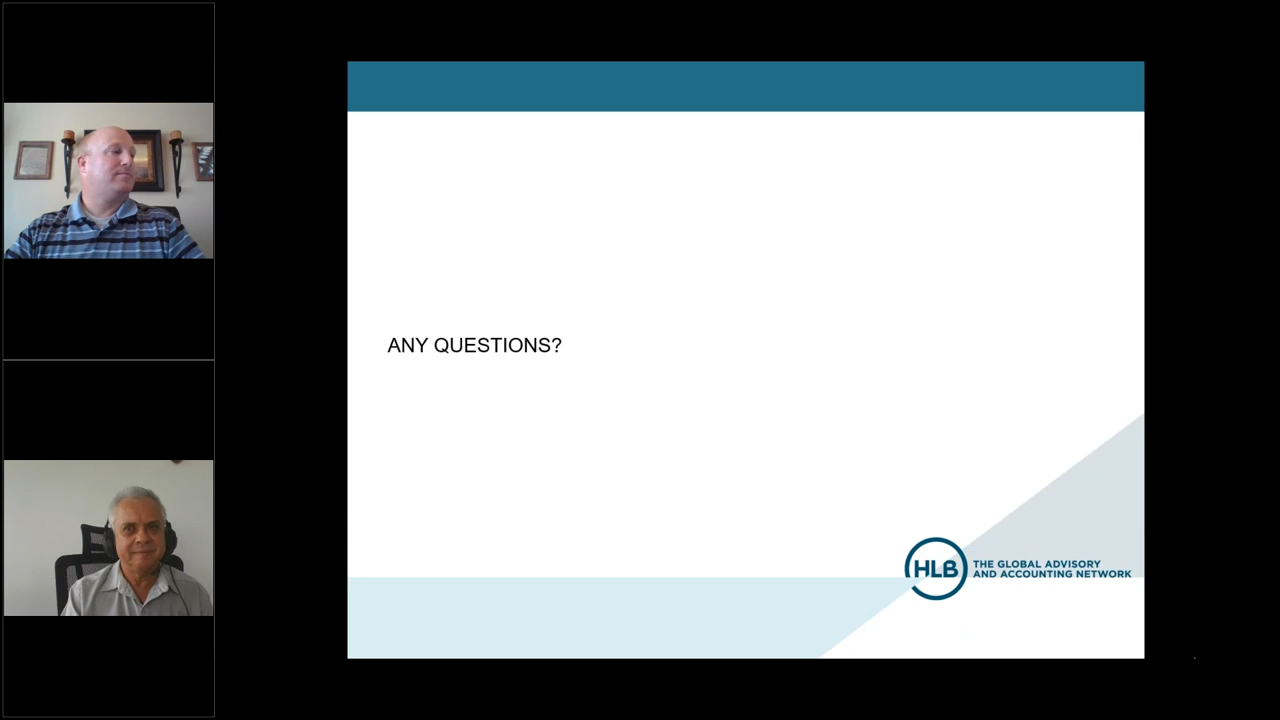 ANY QUESTIONS?
HLB
THE GLOBAL ADVISORY
AND ACCOUNTING NETWORK